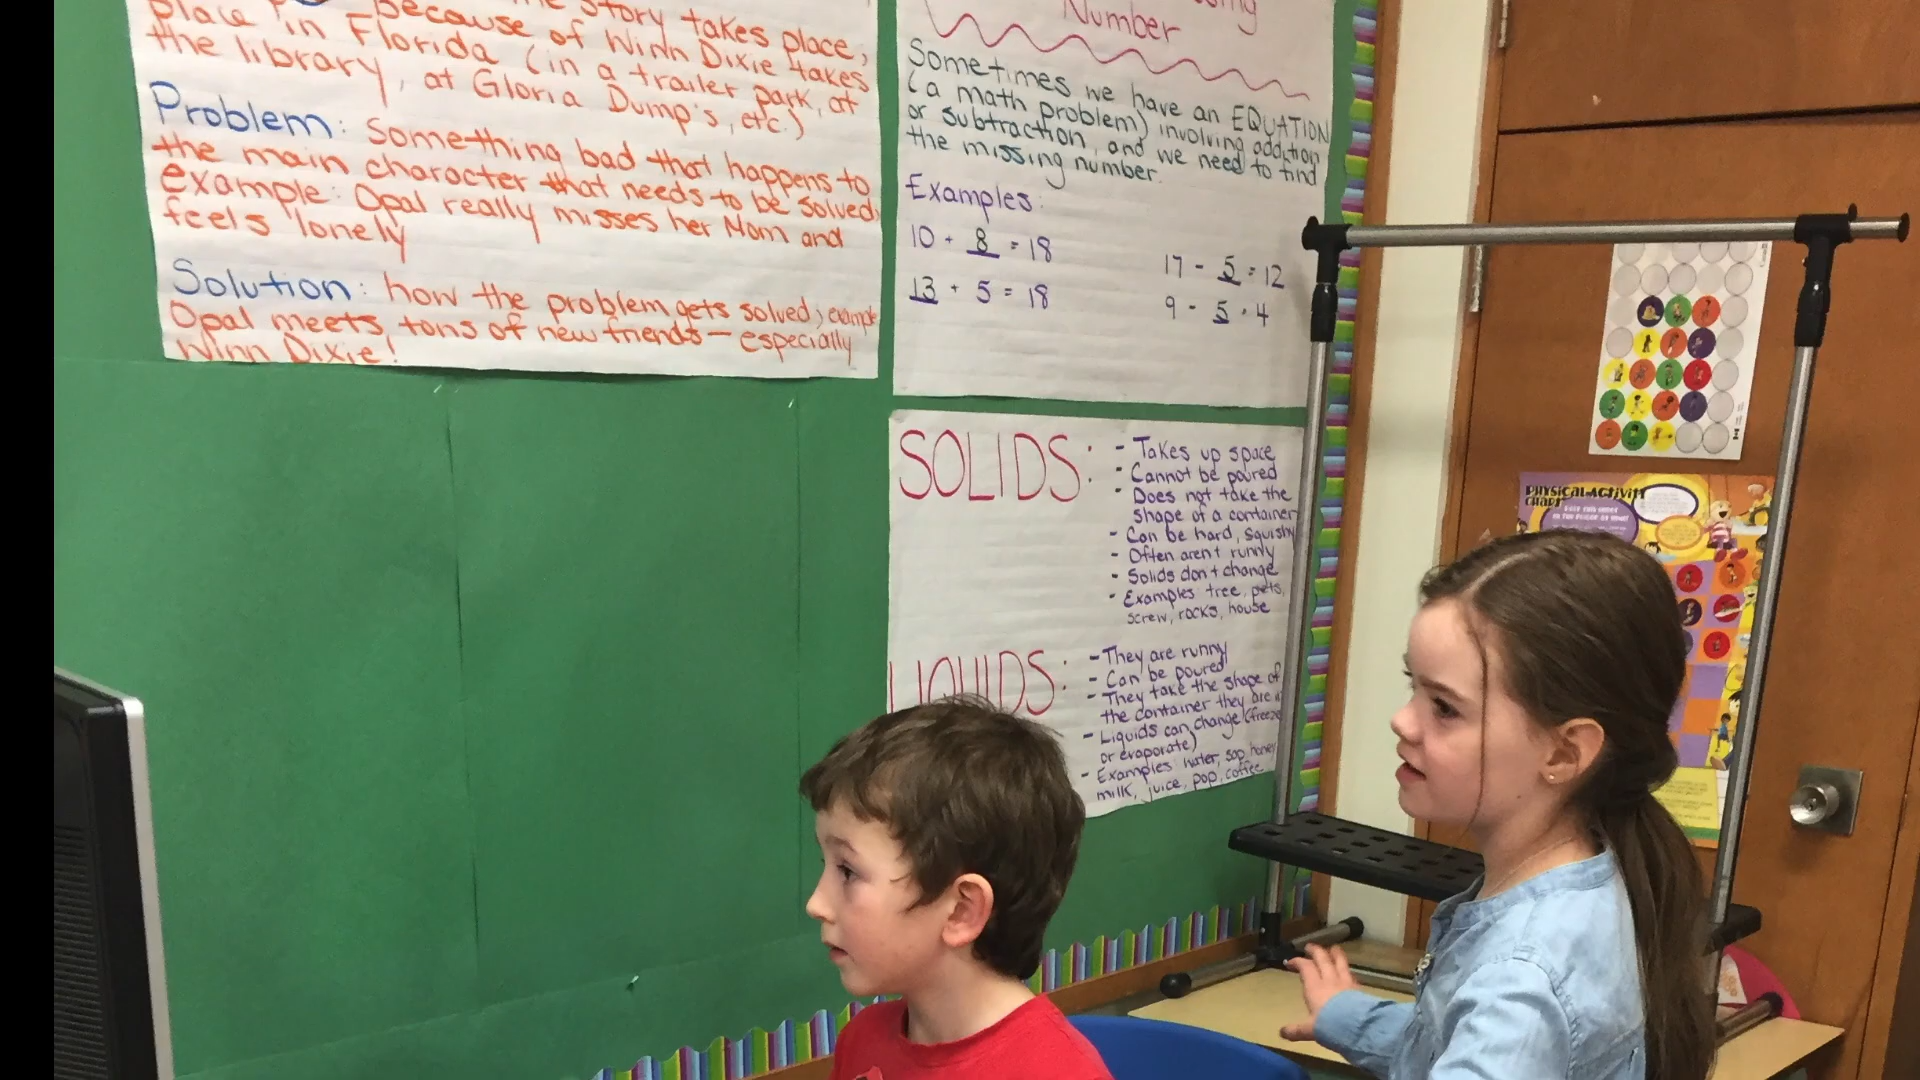 story takes place;
place in Florida (in a trailer park, at
because of Winn Dixie takes
the library, at Gloria Dump's, etc.)
Problem: Something bad that happens to
the main character that needs to be solved;
example: Opal really misses her Mom and
feels lonely
Solution: how the problem gets solved; example
Opal meets tons of new friends - especially
Winn Dixie!
Number
Sometimes we have an EQUATION
(a math problem) involving addition
or subtraction, and we need to find
the missing number.
Examples:
10 + 8 = 18
17 - 5 = 12
13 + 5 = 18
9 - 5 = 4
SOLIDS:
- Takes up space
- Cannot be poured
- Does not take the
shape of a container
- Can be hard, squishy
- Often aren't runny
- Solids don't change
- Examples tree, pets,
screw, rocks, house
LIQUIDS:
- They are runny
- Can be poured
- They take the shape of
the container they are
- Liquids can change (freeze
or evaporate)
- Examples: water, honey
milk, juice, pop, coffee
PHYSICAL ACTIVITY
CHART